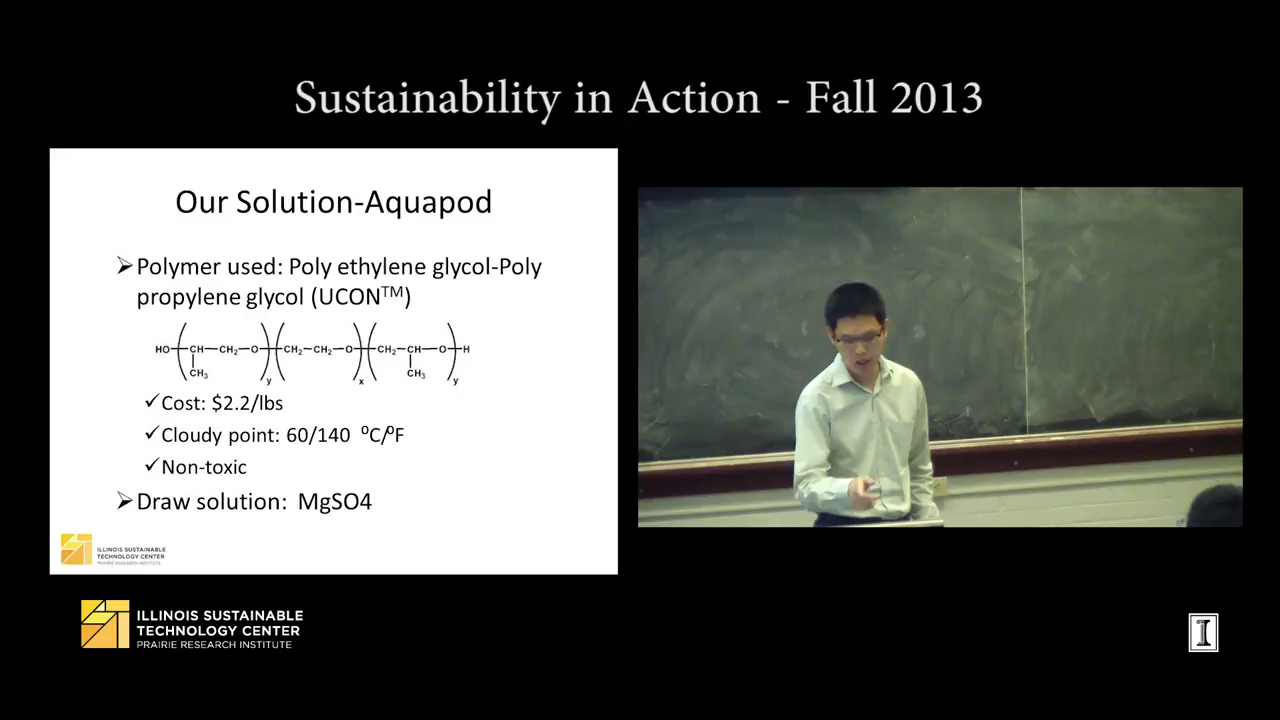 Sustainability in Action - Fall 2013
Our Solution-Aquapod
➢Polymer used: Poly ethylene glycol-Poly
propylene glycol (UCON™)
HO CH—CH₂—O CH₂—CH₂—O CH₂—CH—O H
CH₃ CH₃
y x y
✓Cost: $2.2/lbs
✓Cloudy point: 60/140 ⁰C/⁰F
✓Non-toxic
➢Draw solution: MgSO4
ILLINOIS SUSTAINABLE
TECHNOLOGY CENTER
PRAIRIE RESEARCH INSTITUTE
ILLINOIS SUSTAINABLE
TECHNOLOGY CENTER
PRAIRIE RESEARCH INSTITUTE
I